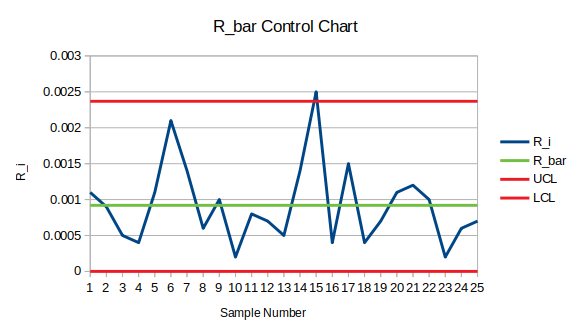 R_bar Control Chart
0.003
0.0025
0.002
0.0015
0.001
0.0005
0
R_i
1 2 3 4 5 6 7 8 9 10 11 12 13 14 15 16 17 18 19 20 21 22 23 24 25
Sample Number
R_i
R_bar
UCL
LCL